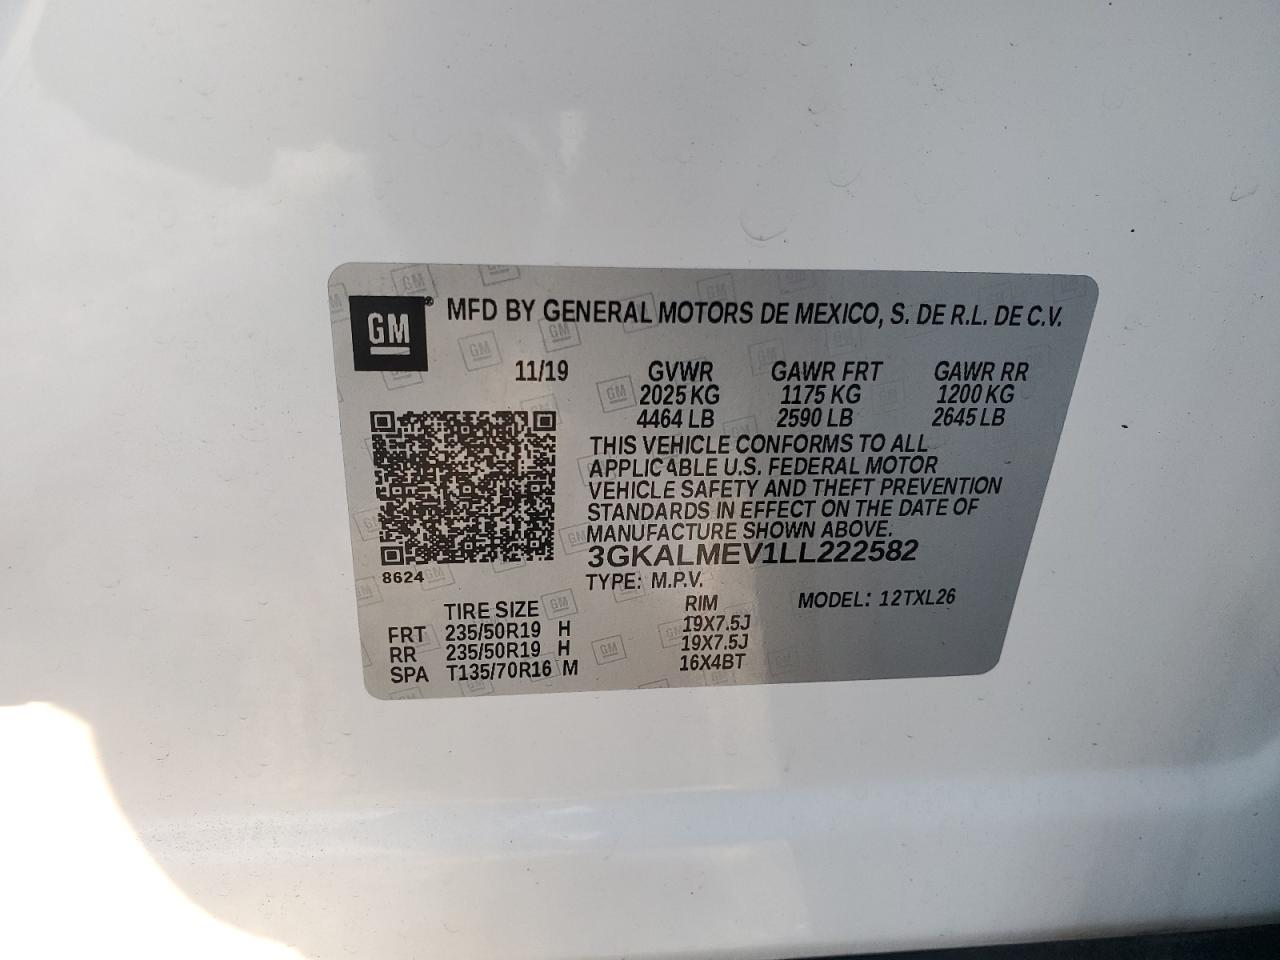 GM ® MFD BY GENERAL MOTORS DE MEXICO, S. DE R.L. DE C.V.
11/19 GVWR GAWR FRT GAWR RR
2025 KG 1175 KG 1200 KG
4464 LB 2590 LB 2645 LB
THIS VEHICLE CONFORMS TO ALL
APPLICABLE U.S. FEDERAL MOTOR
VEHICLE SAFETY AND THEFT PREVENTION
STANDARDS IN EFFECT ON THE DATE OF
MANUFACTURE SHOWN ABOVE.
3GKALMEV1LL222582
8624
TYPE: M.P.V.
MODEL: 12TXL26
TIRE SIZE RIM
FRT 235/50R19 H 19X7.5J
RR 235/50R19 H 19X7.5J
SPA T135/70R16 M 16X4BT